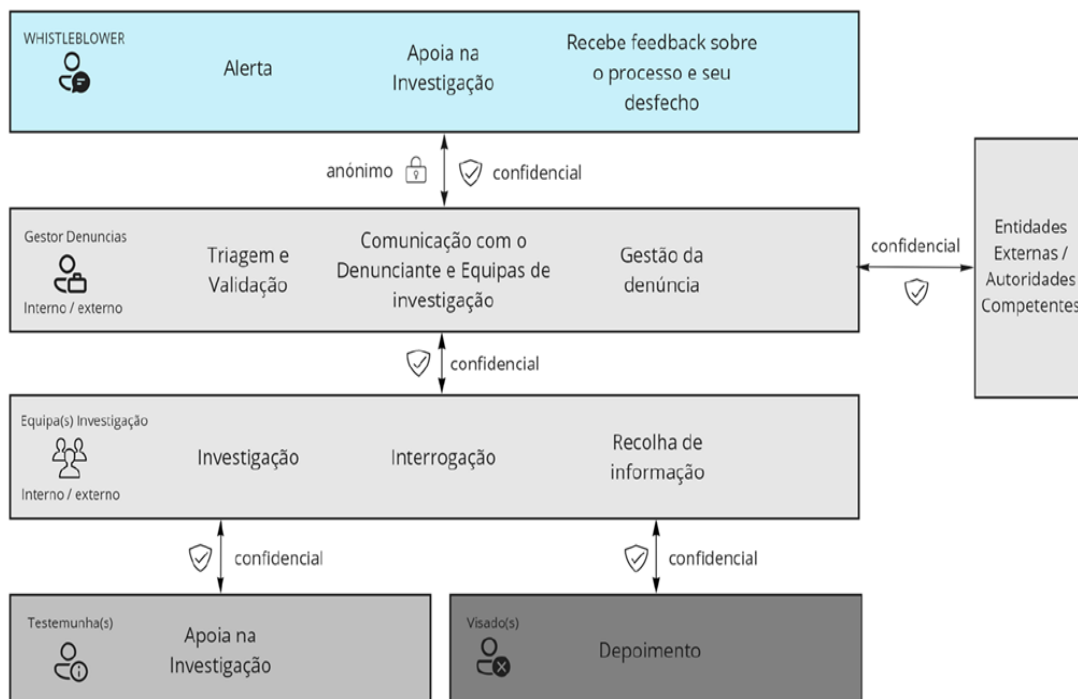 WHISTLEBLOWER
Alerta
Apoia na
Investigação
Recebe feedback sobre
o processo e seu
desfecho
anónimo
confidencial
Gestor Denuncias
Interno / externo
Triagem e
Validação
Comunicação com o
Denunciante e Equipas de
investigação
Gestão da
denúncia
confidencial
Entidades
Externas /
Autoridades
Competentes
confidencial
Equipa(s) Investigação
Interno / externo
Investigação
Interrogação
Recolha de
informação
confidencial
confidencial
Testemunha(s)
Apoia na
Investigação
Visado(s)
Depoimento